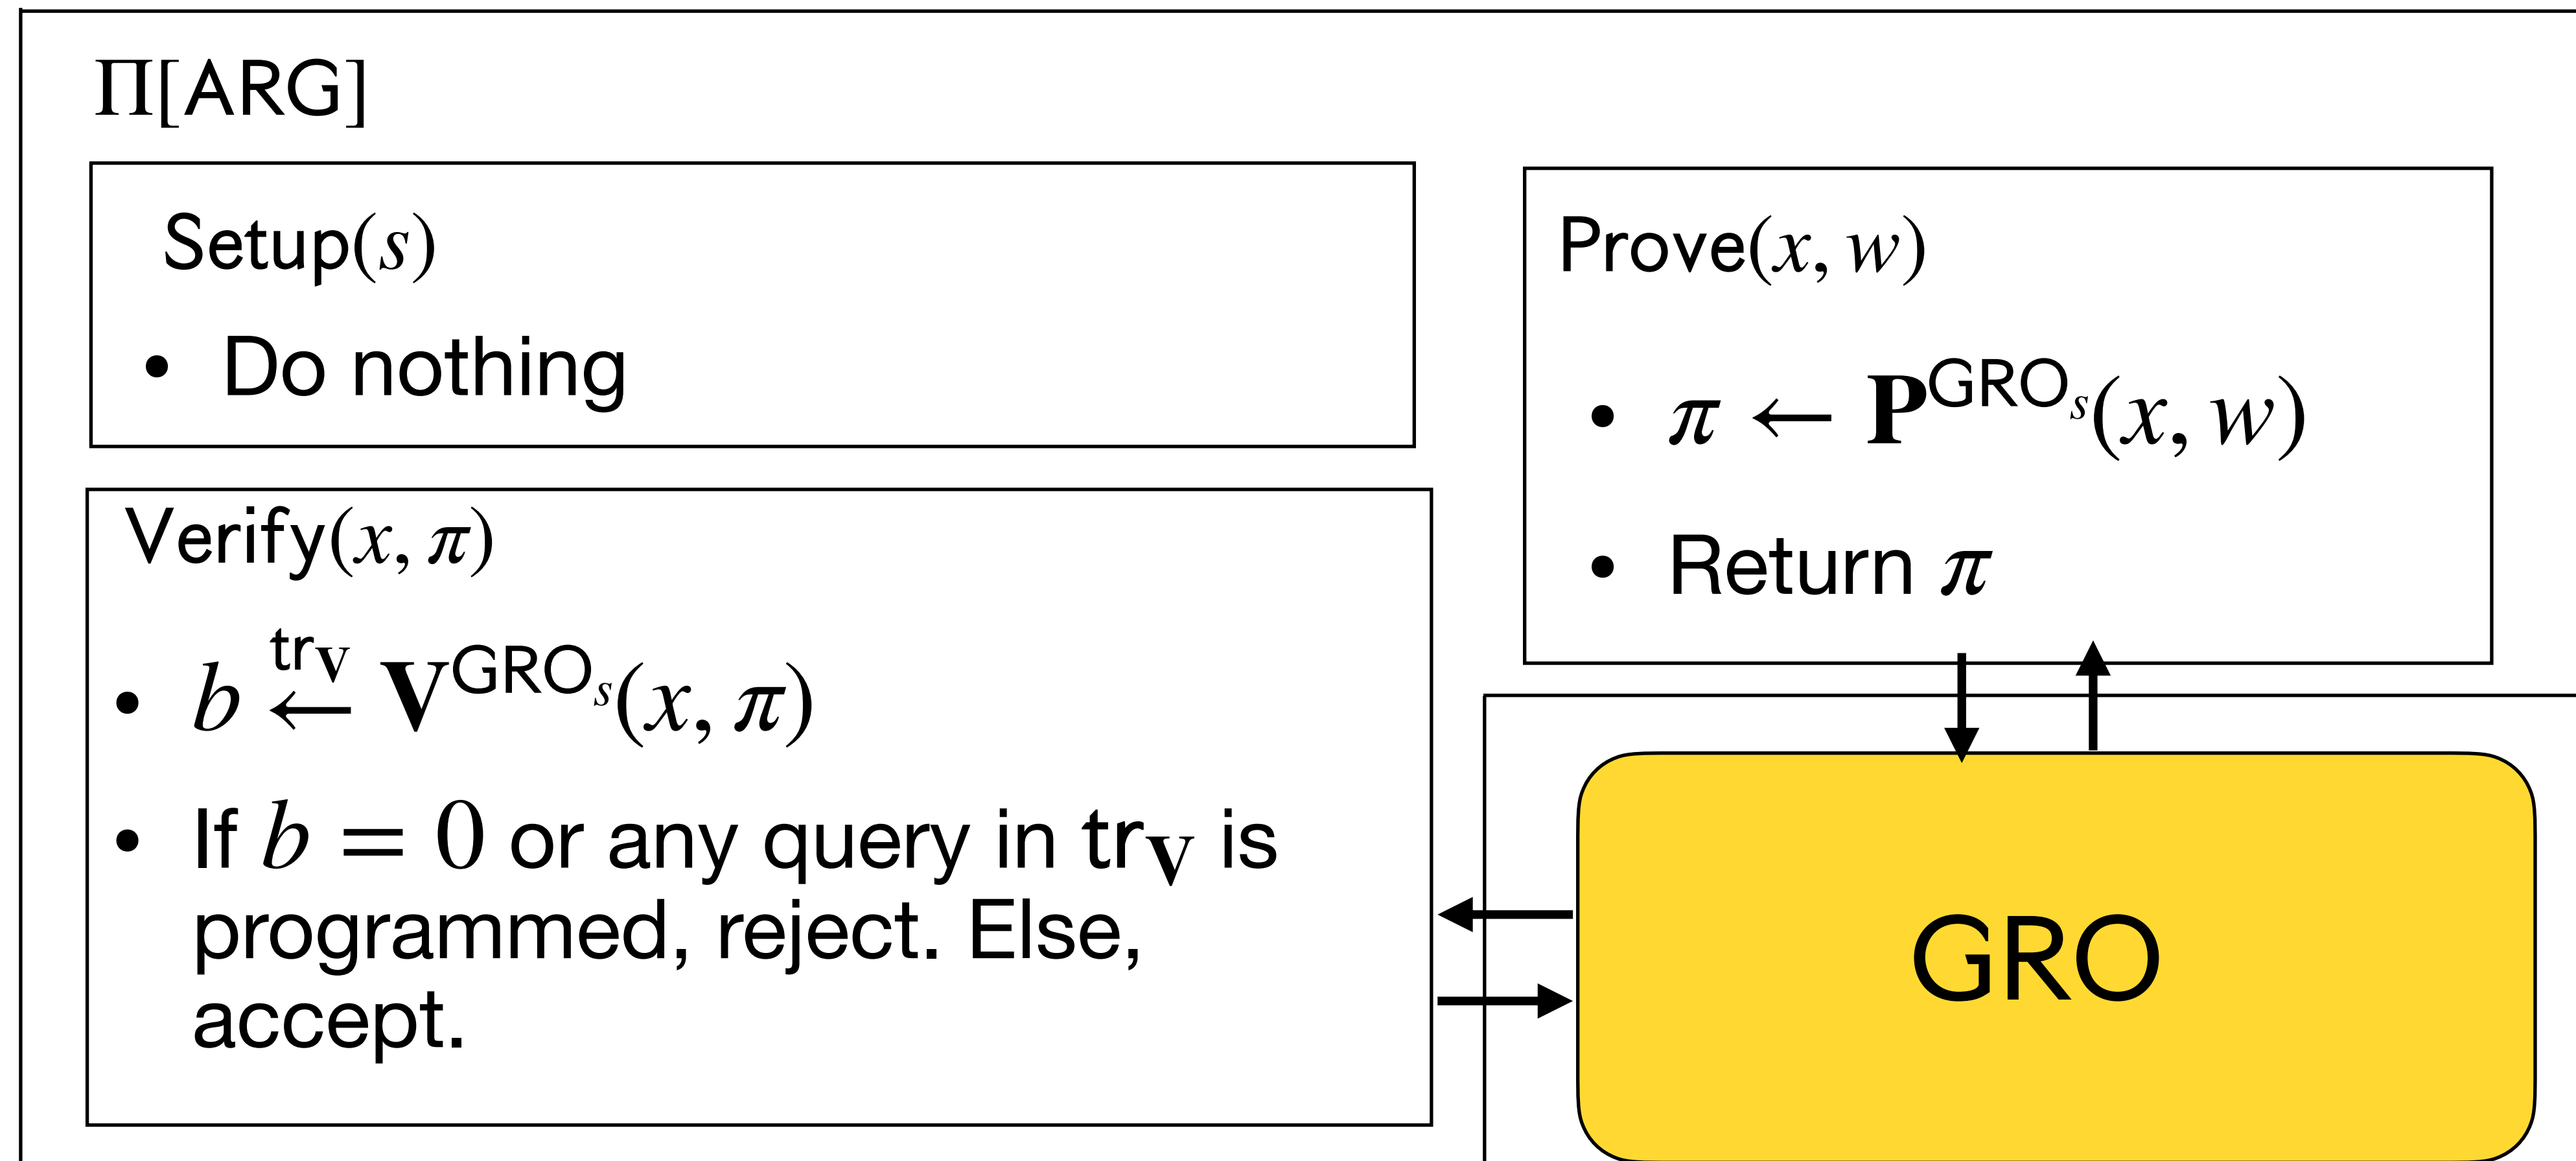 Π[ARG]
Setup(s)
• Do nothing
Prove(x, w)
• π ← P^{GRO_s}(x, w)
• Return π
Verify(x, π)
• b \overset{tr_V}{←} V^{GRO_s}(x, π)
• If b = 0 or any query in tr_V is
programmed, reject. Else,
accept.
GRO